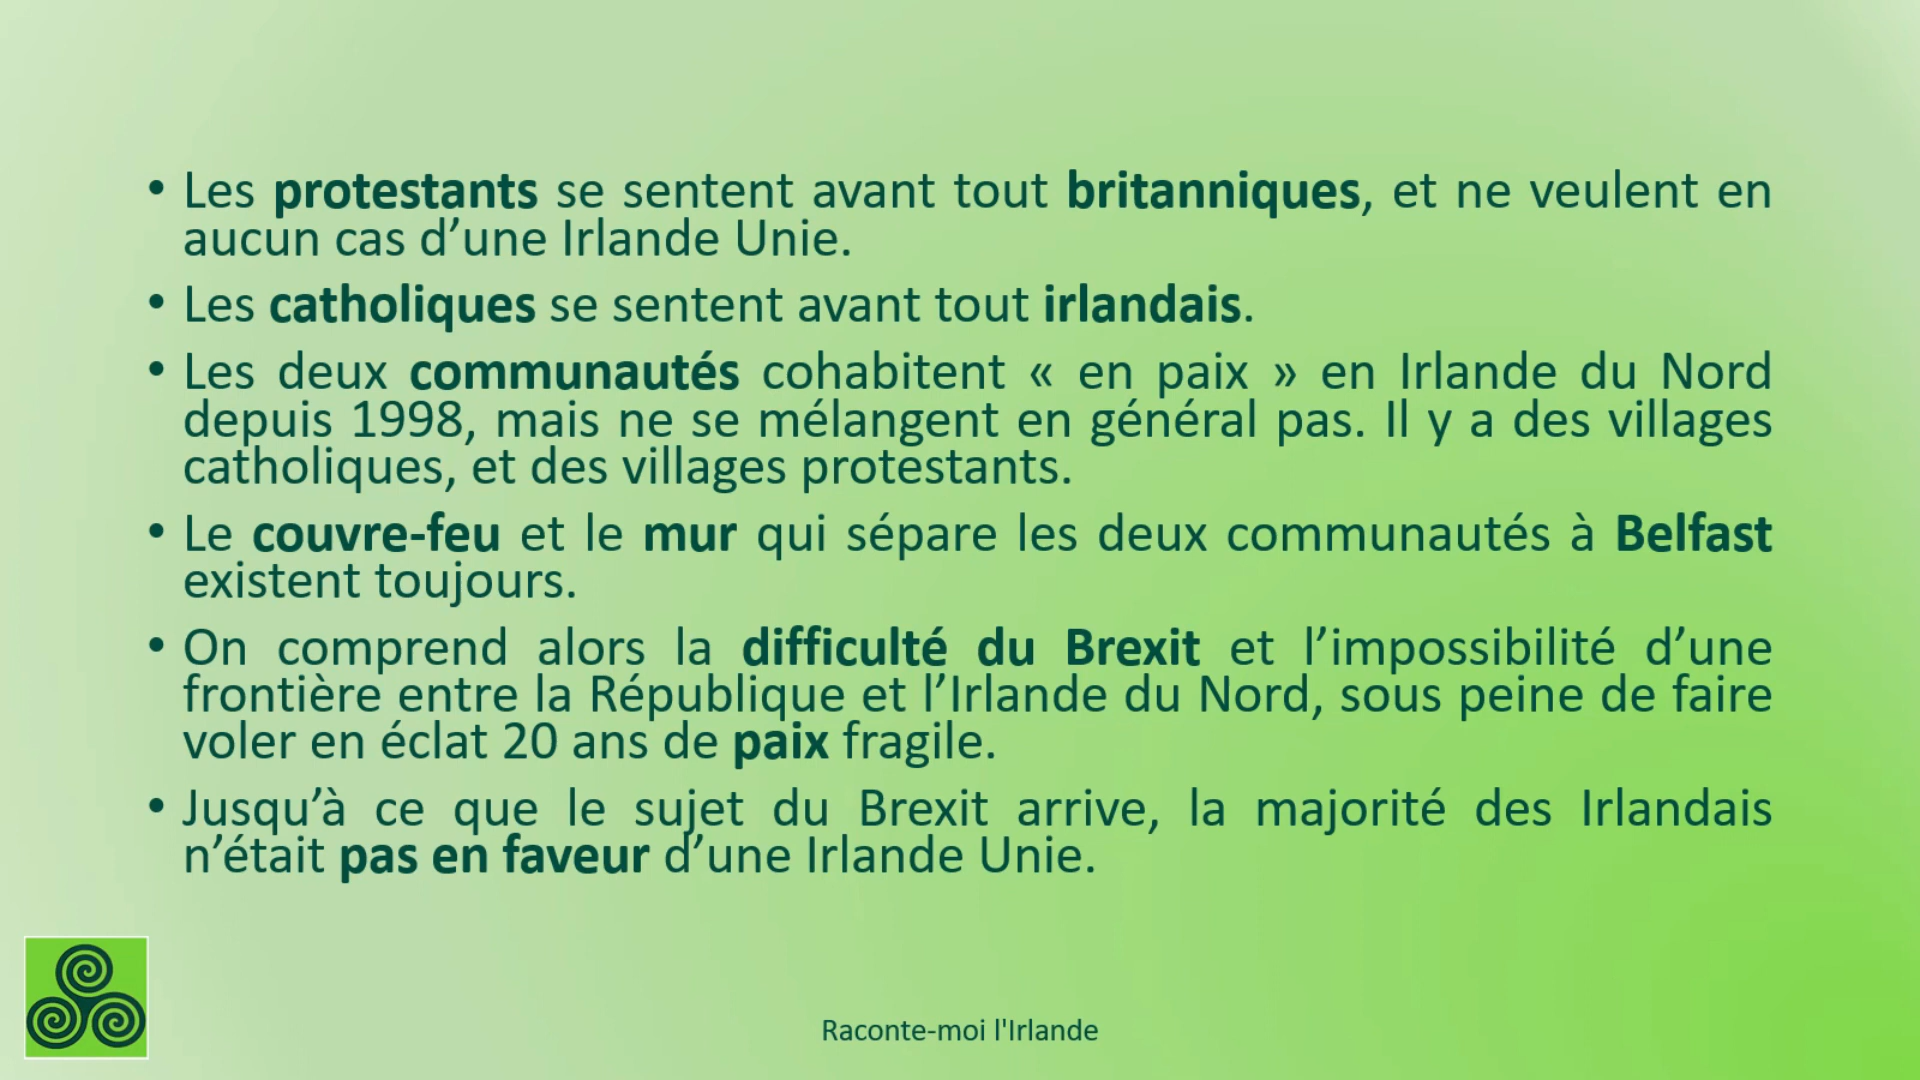 • Les protestants se sentent avant tout britanniques, et ne veulent en
aucun cas d’une Irlande Unie.
• Les catholiques se sentent avant tout irlandais.
• Les deux communautés cohabitent « en paix » en Irlande du Nord
depuis 1998, mais ne se mélangent en général pas. Il y a des villages
catholiques, et des villages protestants.
• Le couvre-feu et le mur qui sépare les deux communautés à Belfast
existent toujours.
• On comprend alors la difficulté du Brexit et l’impossibilité d’une
frontière entre la République et l’Irlande du Nord, sous peine de faire
voler en éclat 20 ans de paix fragile.
• Jusqu’à ce que le sujet du Brexit arrive, la majorité des Irlandais
n’était pas en faveur d’une Irlande Unie.
Raconte-moi l'Irlande